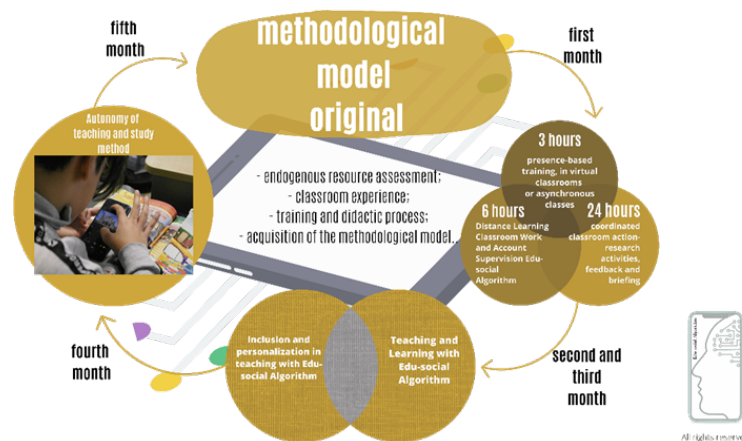 methodological
model
original
first
month
3 hours
presence-based
training, in virtual
classrooms
or asynchronous
classes
6 hours
Distance Learning
Classroom Work
and Account
Supervision Edu-
social
Algorithm
24 hours
coordinated
classroom action-
research
activities,
feedback and
briefing
second and
third
month
Teaching and
Learning with
Edu-social
Algorithm
Inclusion and
personalization in
teaching with Edu-
social Algorithm
fourth
month
Autonomy of
teaching and study
method
fifth
month
- endogenous resource assessment;
- classroom experience;
- training and didactic process;
- acquisition of the methodological model...
Edu-social Algorithm
All rights reserve